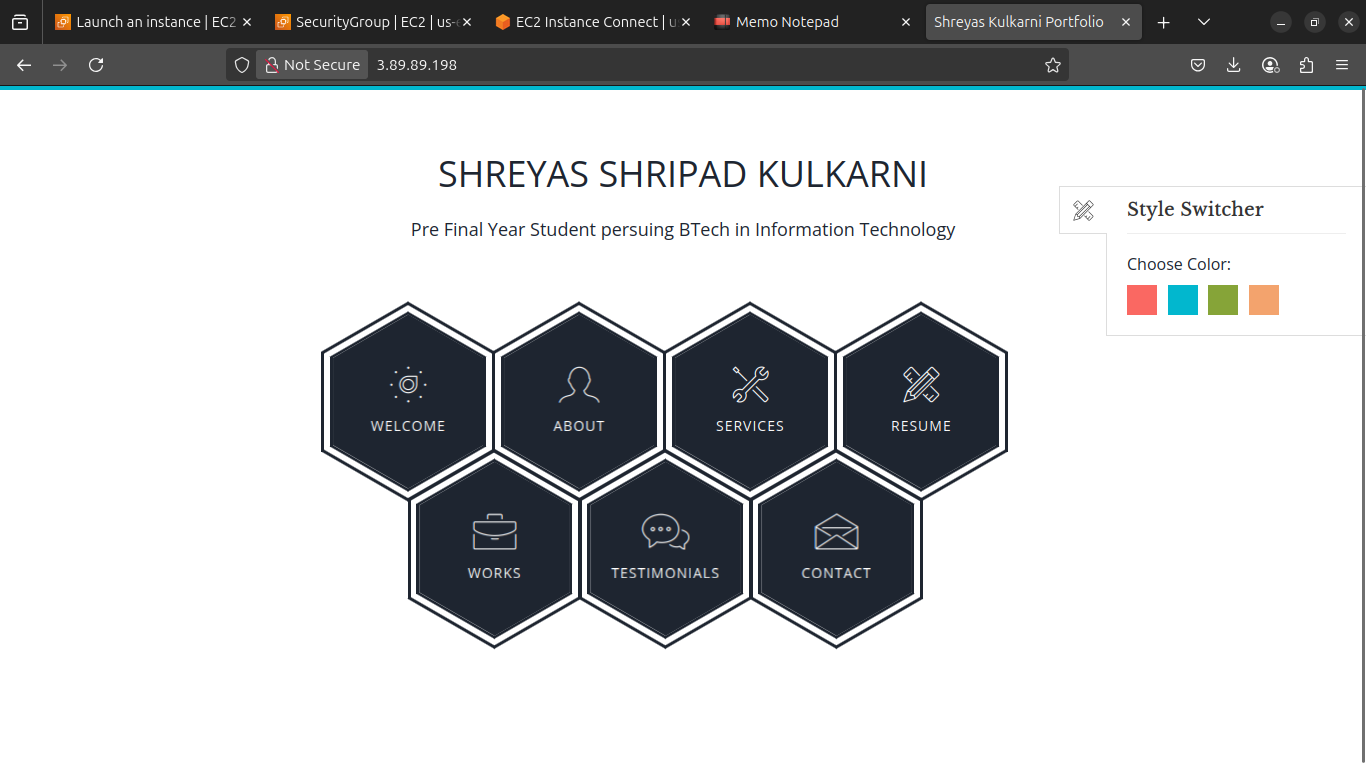 Launch an instance | EC2
SecurityGroup | EC2 | us-e
EC2 Instance Connect | u
Memo Notepad
Shreyas Kulkarni Portfolio
Not Secure
3.89.89.198
SHREYAS SHRIPAD KULKARNI
Pre Final Year Student persuing BTech in Information Technology
Style Switcher
Choose Color:
WELCOME
ABOUT
SERVICES
RESUME
WORKS
TESTIMONIALS
CONTACT